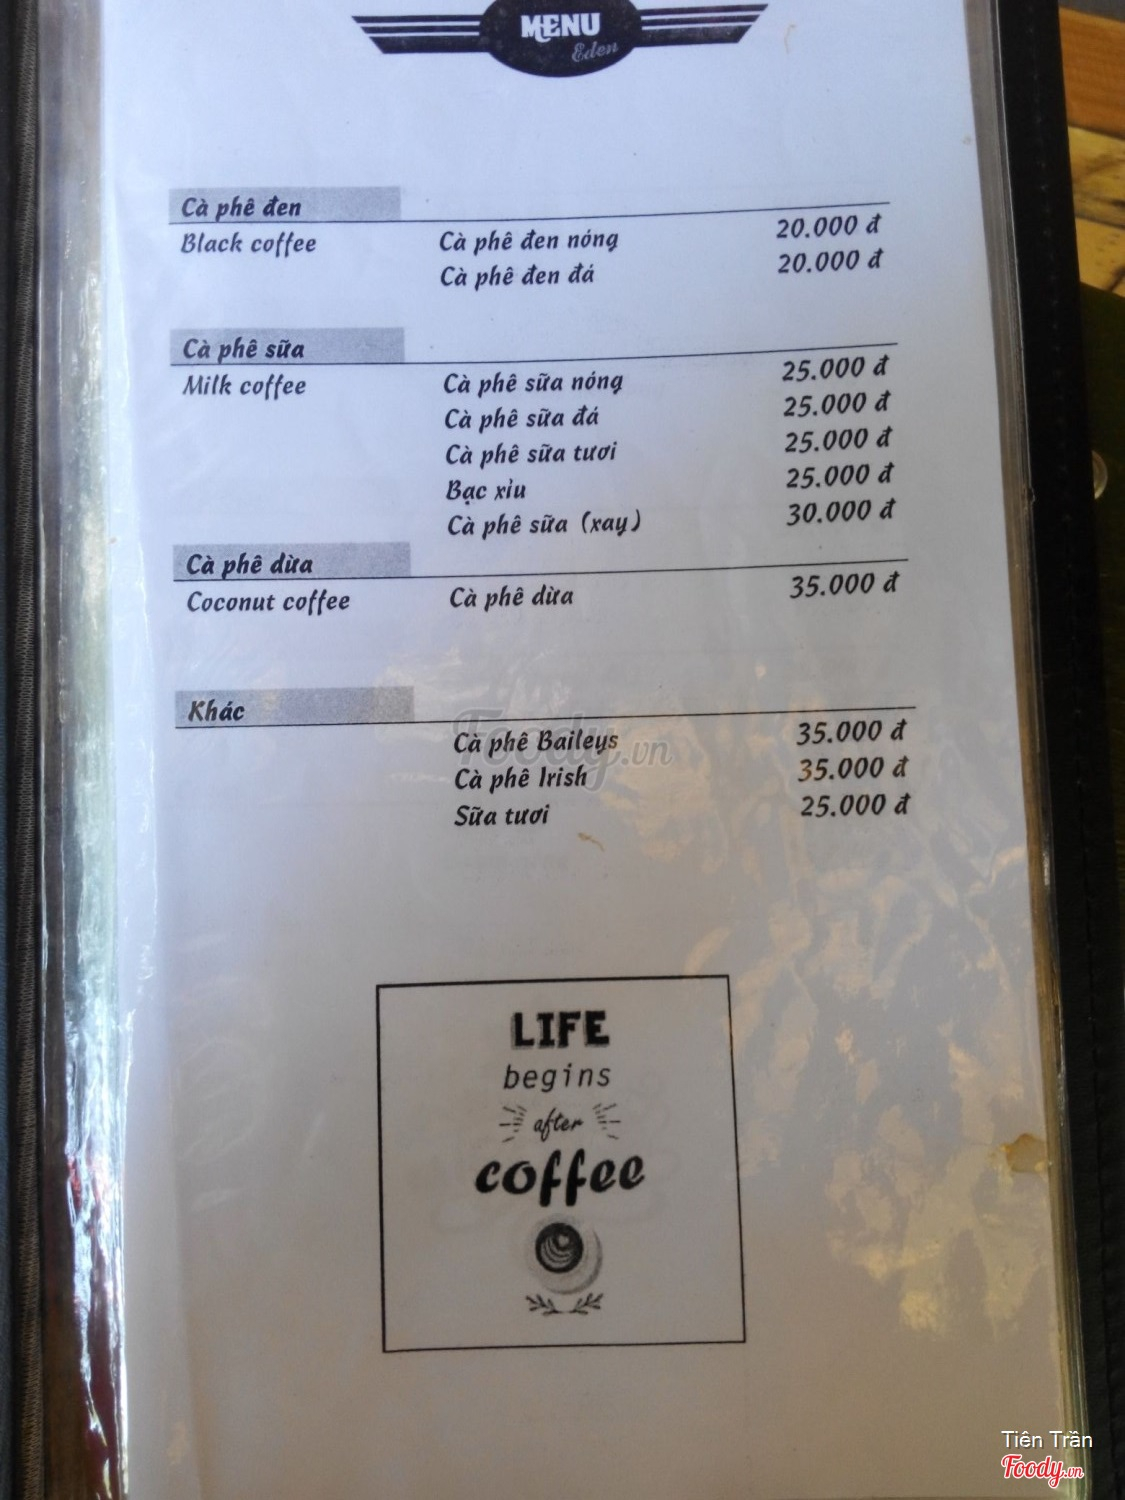 MENU
Eden
Cà phê đen
Black coffee Cà phê đen nóng 20.000 đ
Cà phê đen đá 20.000 đ
Cà phê sữa
Milk coffee Cà phê sữa nóng 25.000 đ
Cà phê sữa đá 25.000 đ
Cà phê sữa tươi 25.000 đ
Bạc xỉu 25.000 đ
Cà phê sữa (xay) 30.000 đ
Cà phê dừa
Coconut coffee Cà phê dừa 35.000 đ
Khác
Cà phê Baileys 35.000 đ
Cà phê Irish 35.000 đ
Sữa tươi 25.000 đ
Foody.vn
LIFE
begins
after
coffee
Tiên Trần
Foody.vn